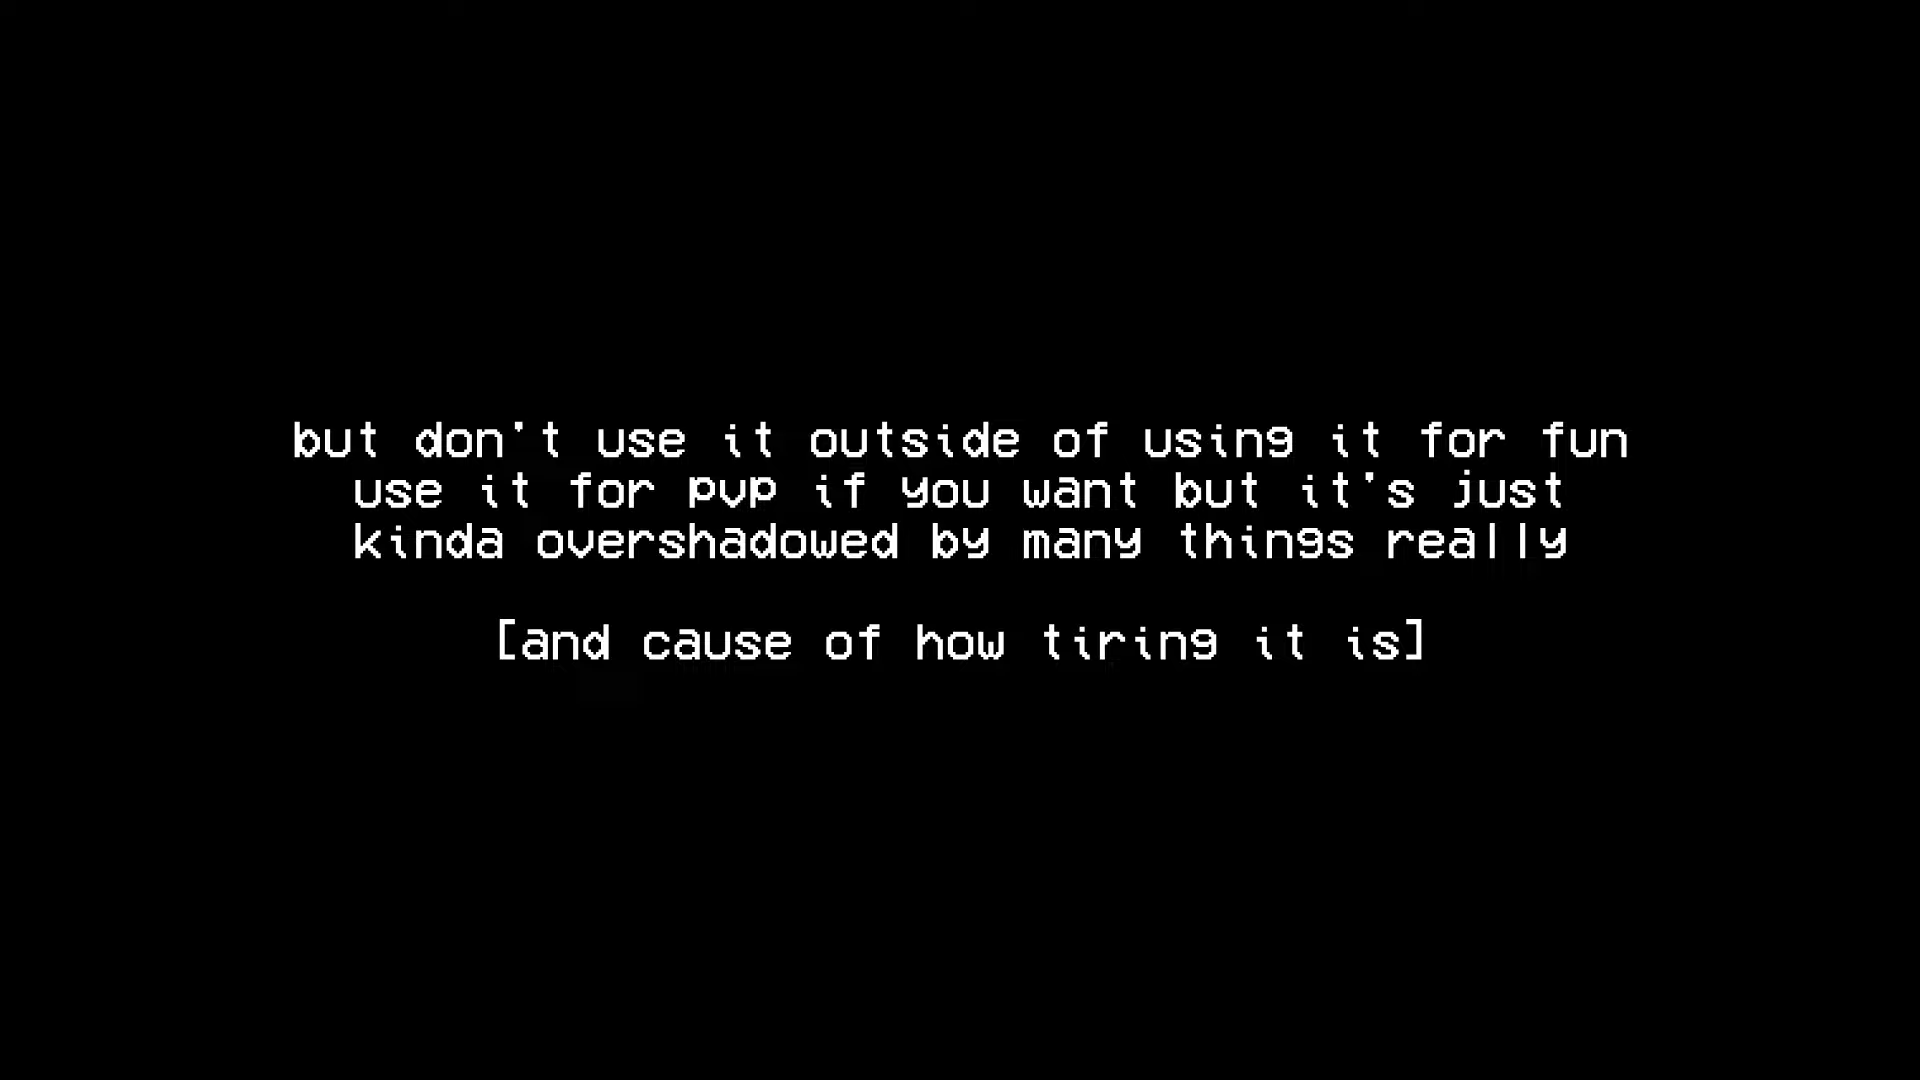 but don't use it outside of using it for fun
use it for pvp if you want but it's just
kinda overshadowed by many things really
[and cause of how tiring it is]